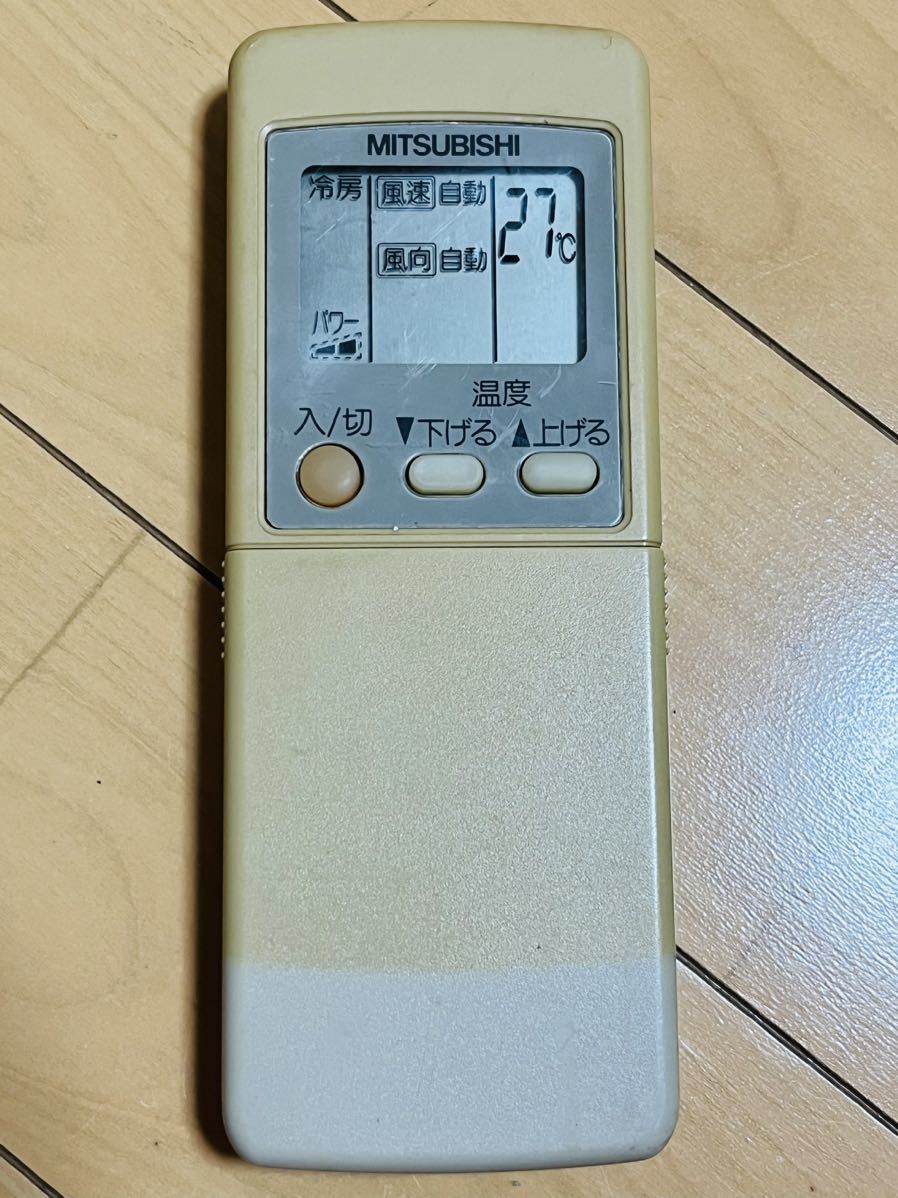 MITSUBISHI
冷房 風速 自動 27℃
風向 自動
パワー
温度
入/切 ▼下げる ▲上げる